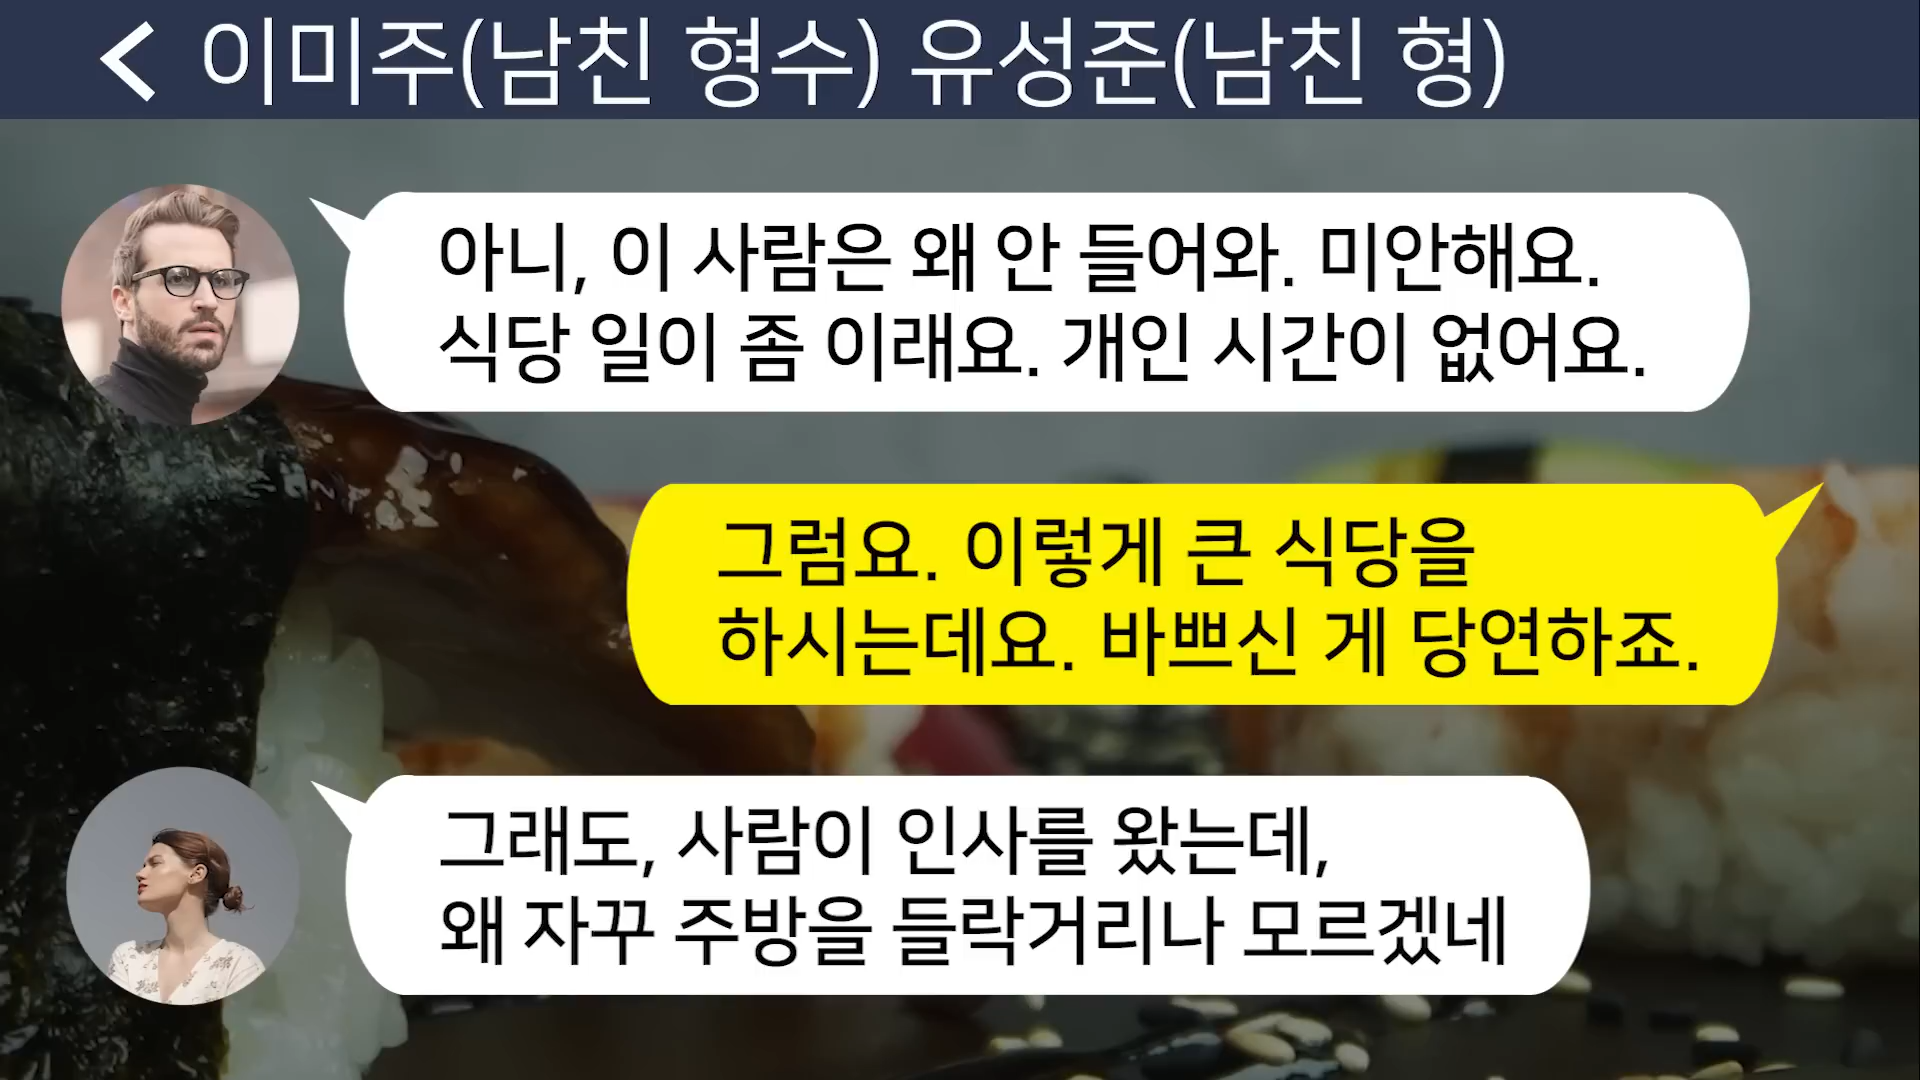 이미주(남친 형수) 유성준(남친 형)
아니, 이 사람은 왜 안 들어와. 미안해요.
식당 일이 좀 이래요. 개인 시간이 없어요.
그럼요. 이렇게 큰 식당을
하시는데요. 바쁘신 게 당연하죠.
그래도, 사람이 인사를 왔는데,
왜 자꾸 주방을 들락거리나 모르겠네